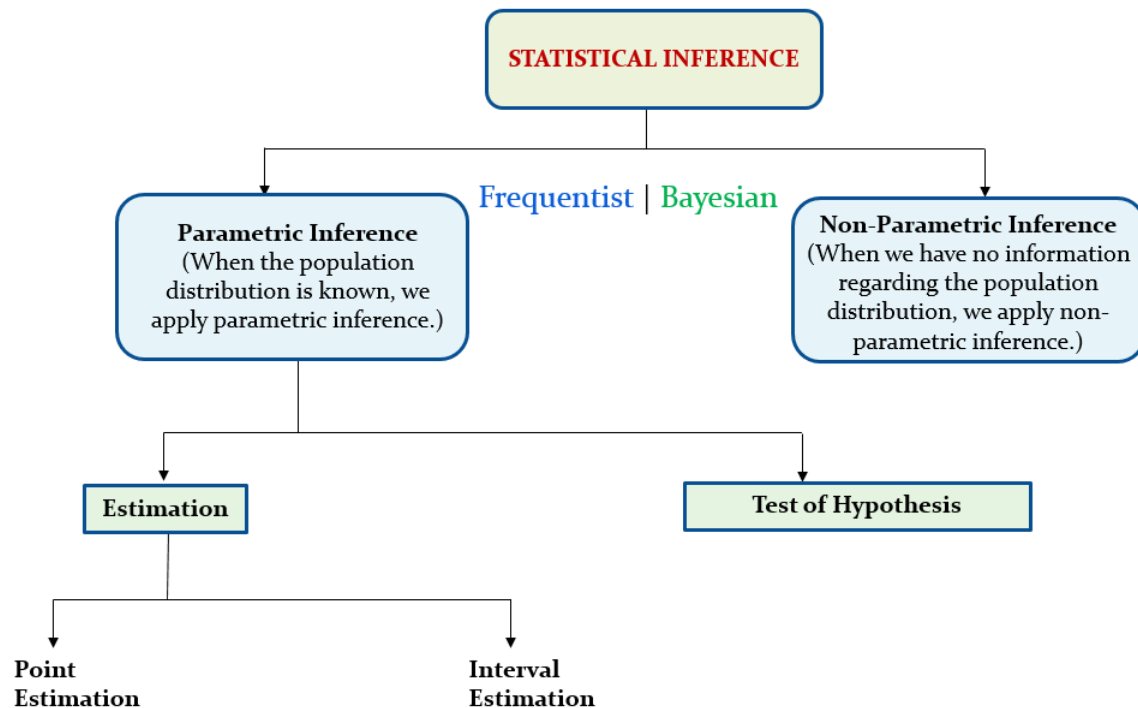 STATISTICAL INFERENCE
Frequentist | Bayesian
Parametric Inference
(When the population
distribution is known, we
apply parametric inference.)
Non-Parametric Inference
(When we have no information
regarding the population
distribution, we apply non-
parametric inference.)
Estimation
Test of Hypothesis
Point
Estimation
Interval
Estimation